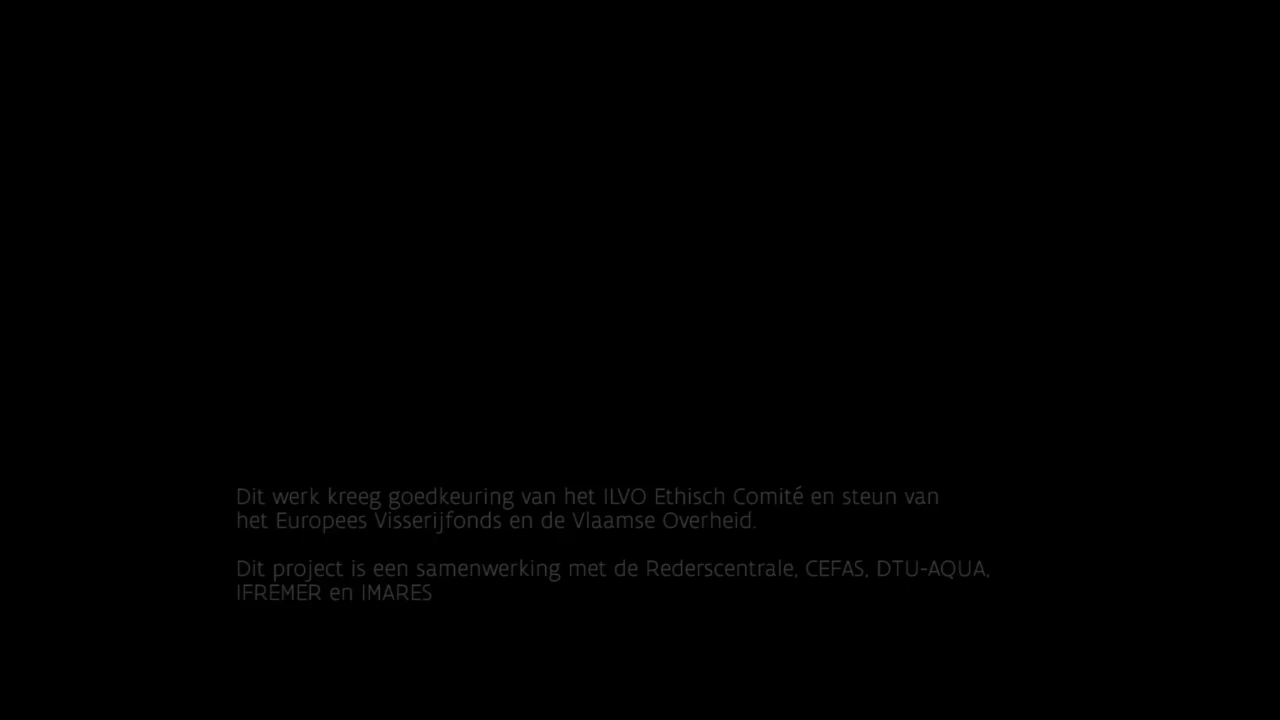 Dit werk kreeg goedkeuring van het ILVO Ethisch Comité en steun van
het Europees Visserijfonds en de Vlaamse Overheid.
Dit project is een samenwerking met de Rederscentrale, CEFAS, DTU-AQUA,
IFREMER en IMARES